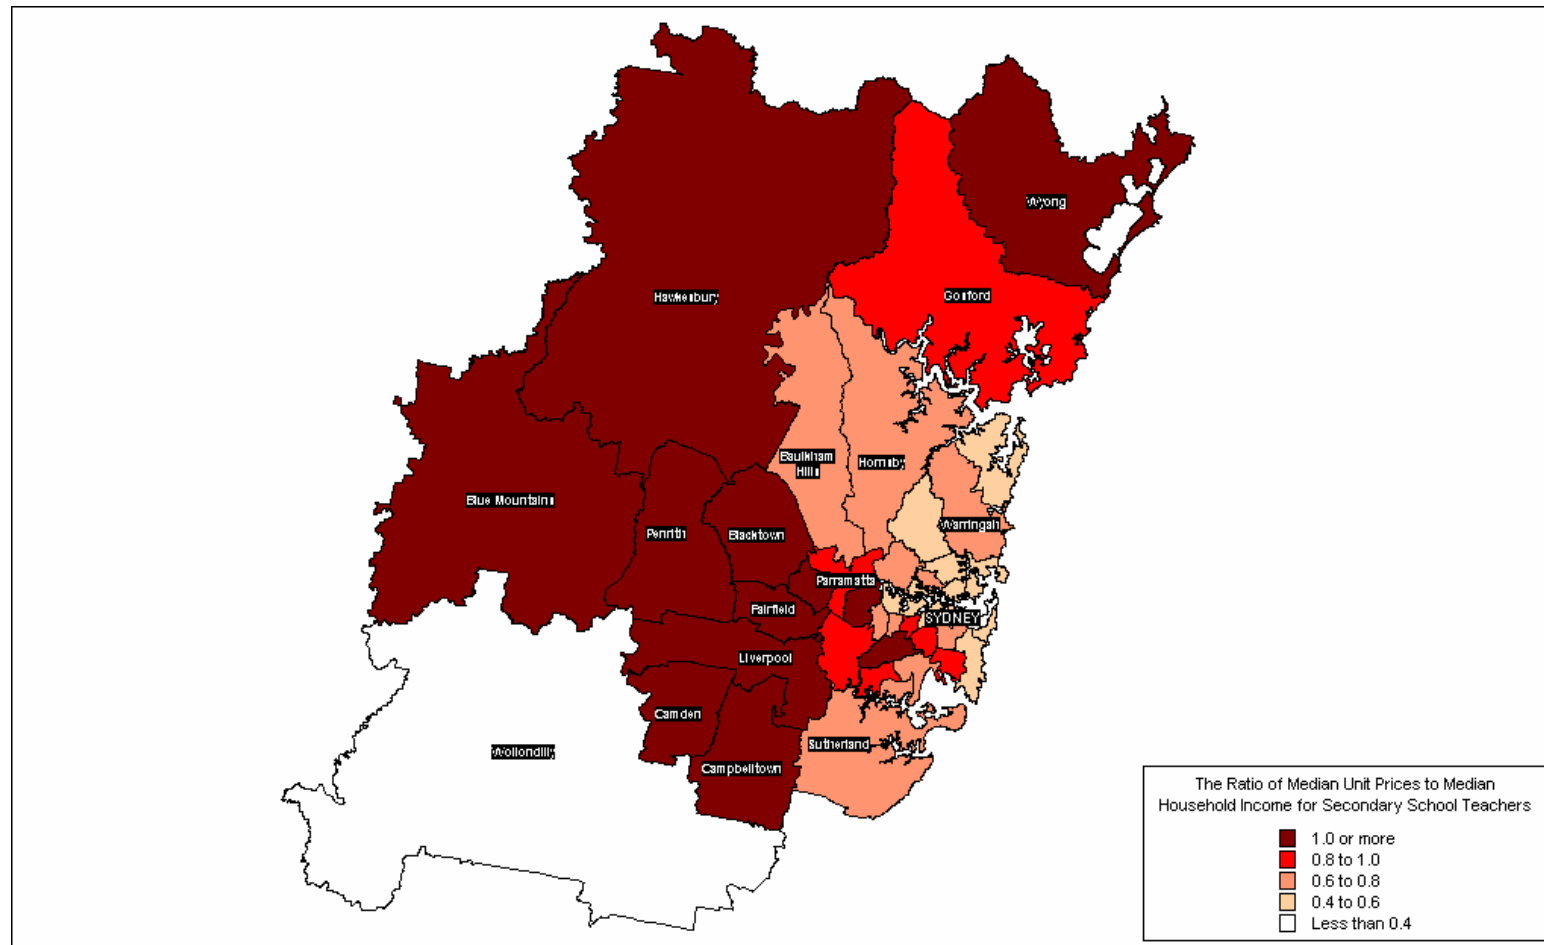 Wyong
Hawkesbury
Gosford
Baulkham
Hills
Hornsby
Blue Mountains
Warringah
Penrith
Blacktown
Parramatta
Fairfield
SYDNEY
Liverpool
Camden
Sutherland
Wollondilly
Campbelltown
The Ratio of Median Unit Prices to Median
Household Income for Secondary School Teachers
1.0 or more
0.8 to 1.0
0.6 to 0.8
0.4 to 0.6
Less than 0.4